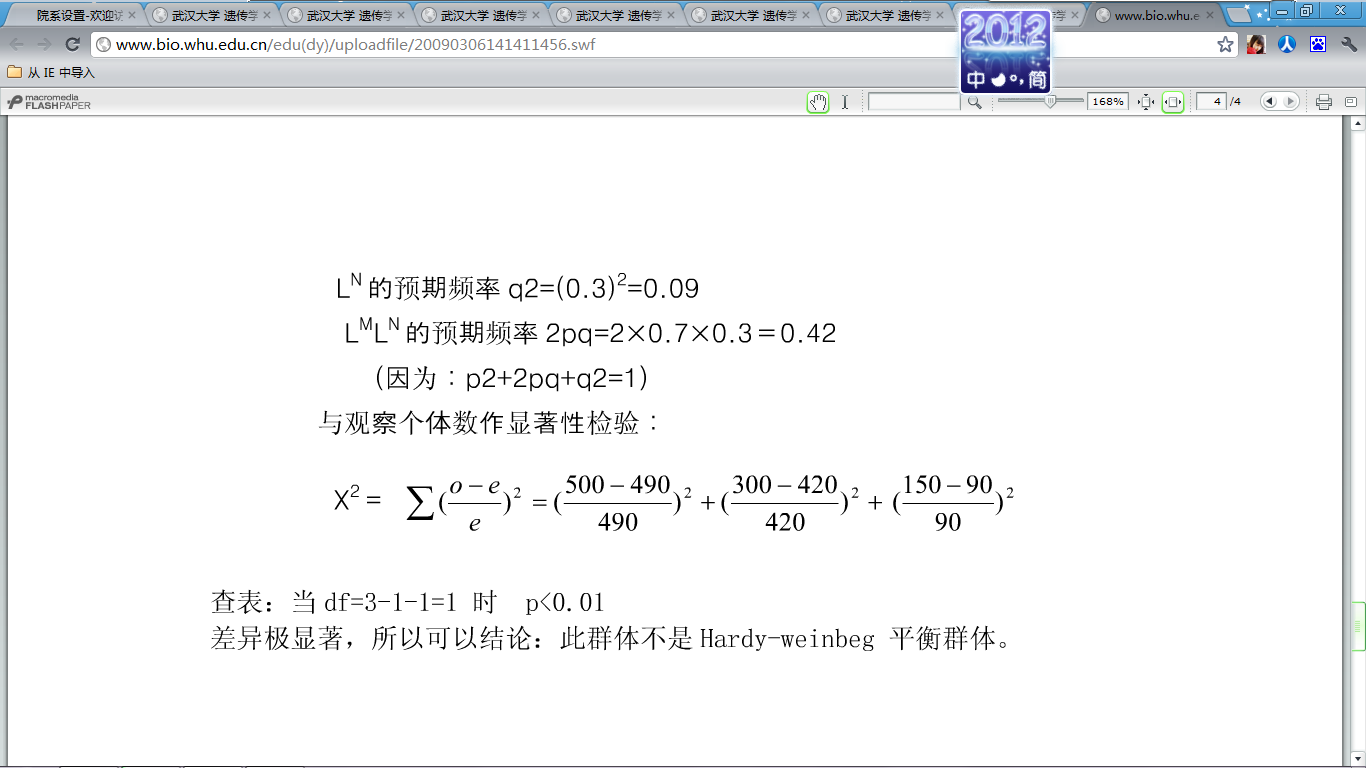 院系设置-欢迎访 武汉大学 遗传学 武汉大学 遗传学 武汉大学 遗传学 武汉大学 遗传学 武汉大学 遗传学 武汉大学 遗传学 www.bio.whu.e
www.bio.whu.edu.cn/edu(dy)/uploadfile/20090306141411456.swf
2012
中 简
从 IE 中导入
macromedia
FLASHPAPER
168% 4 /4
L^N 的预期频率 q2=(0.3)^2=0.09
L^M L^N 的预期频率 2pq=2×0.7×0.3＝0.42
(因为：p2+2pq+q2=1)
与观察个体数作显著性检验：
X^2 = ∑((o－e)/e)^2 =((500－490)/490)^2 +((300－420)/420)^2 + ((150－90)/90)^2
查表：当 df=3-1-1=1 时 p<0.01
差异极显著，所以可以结论：此群体不是 Hardy-weinbeg 平衡群体。